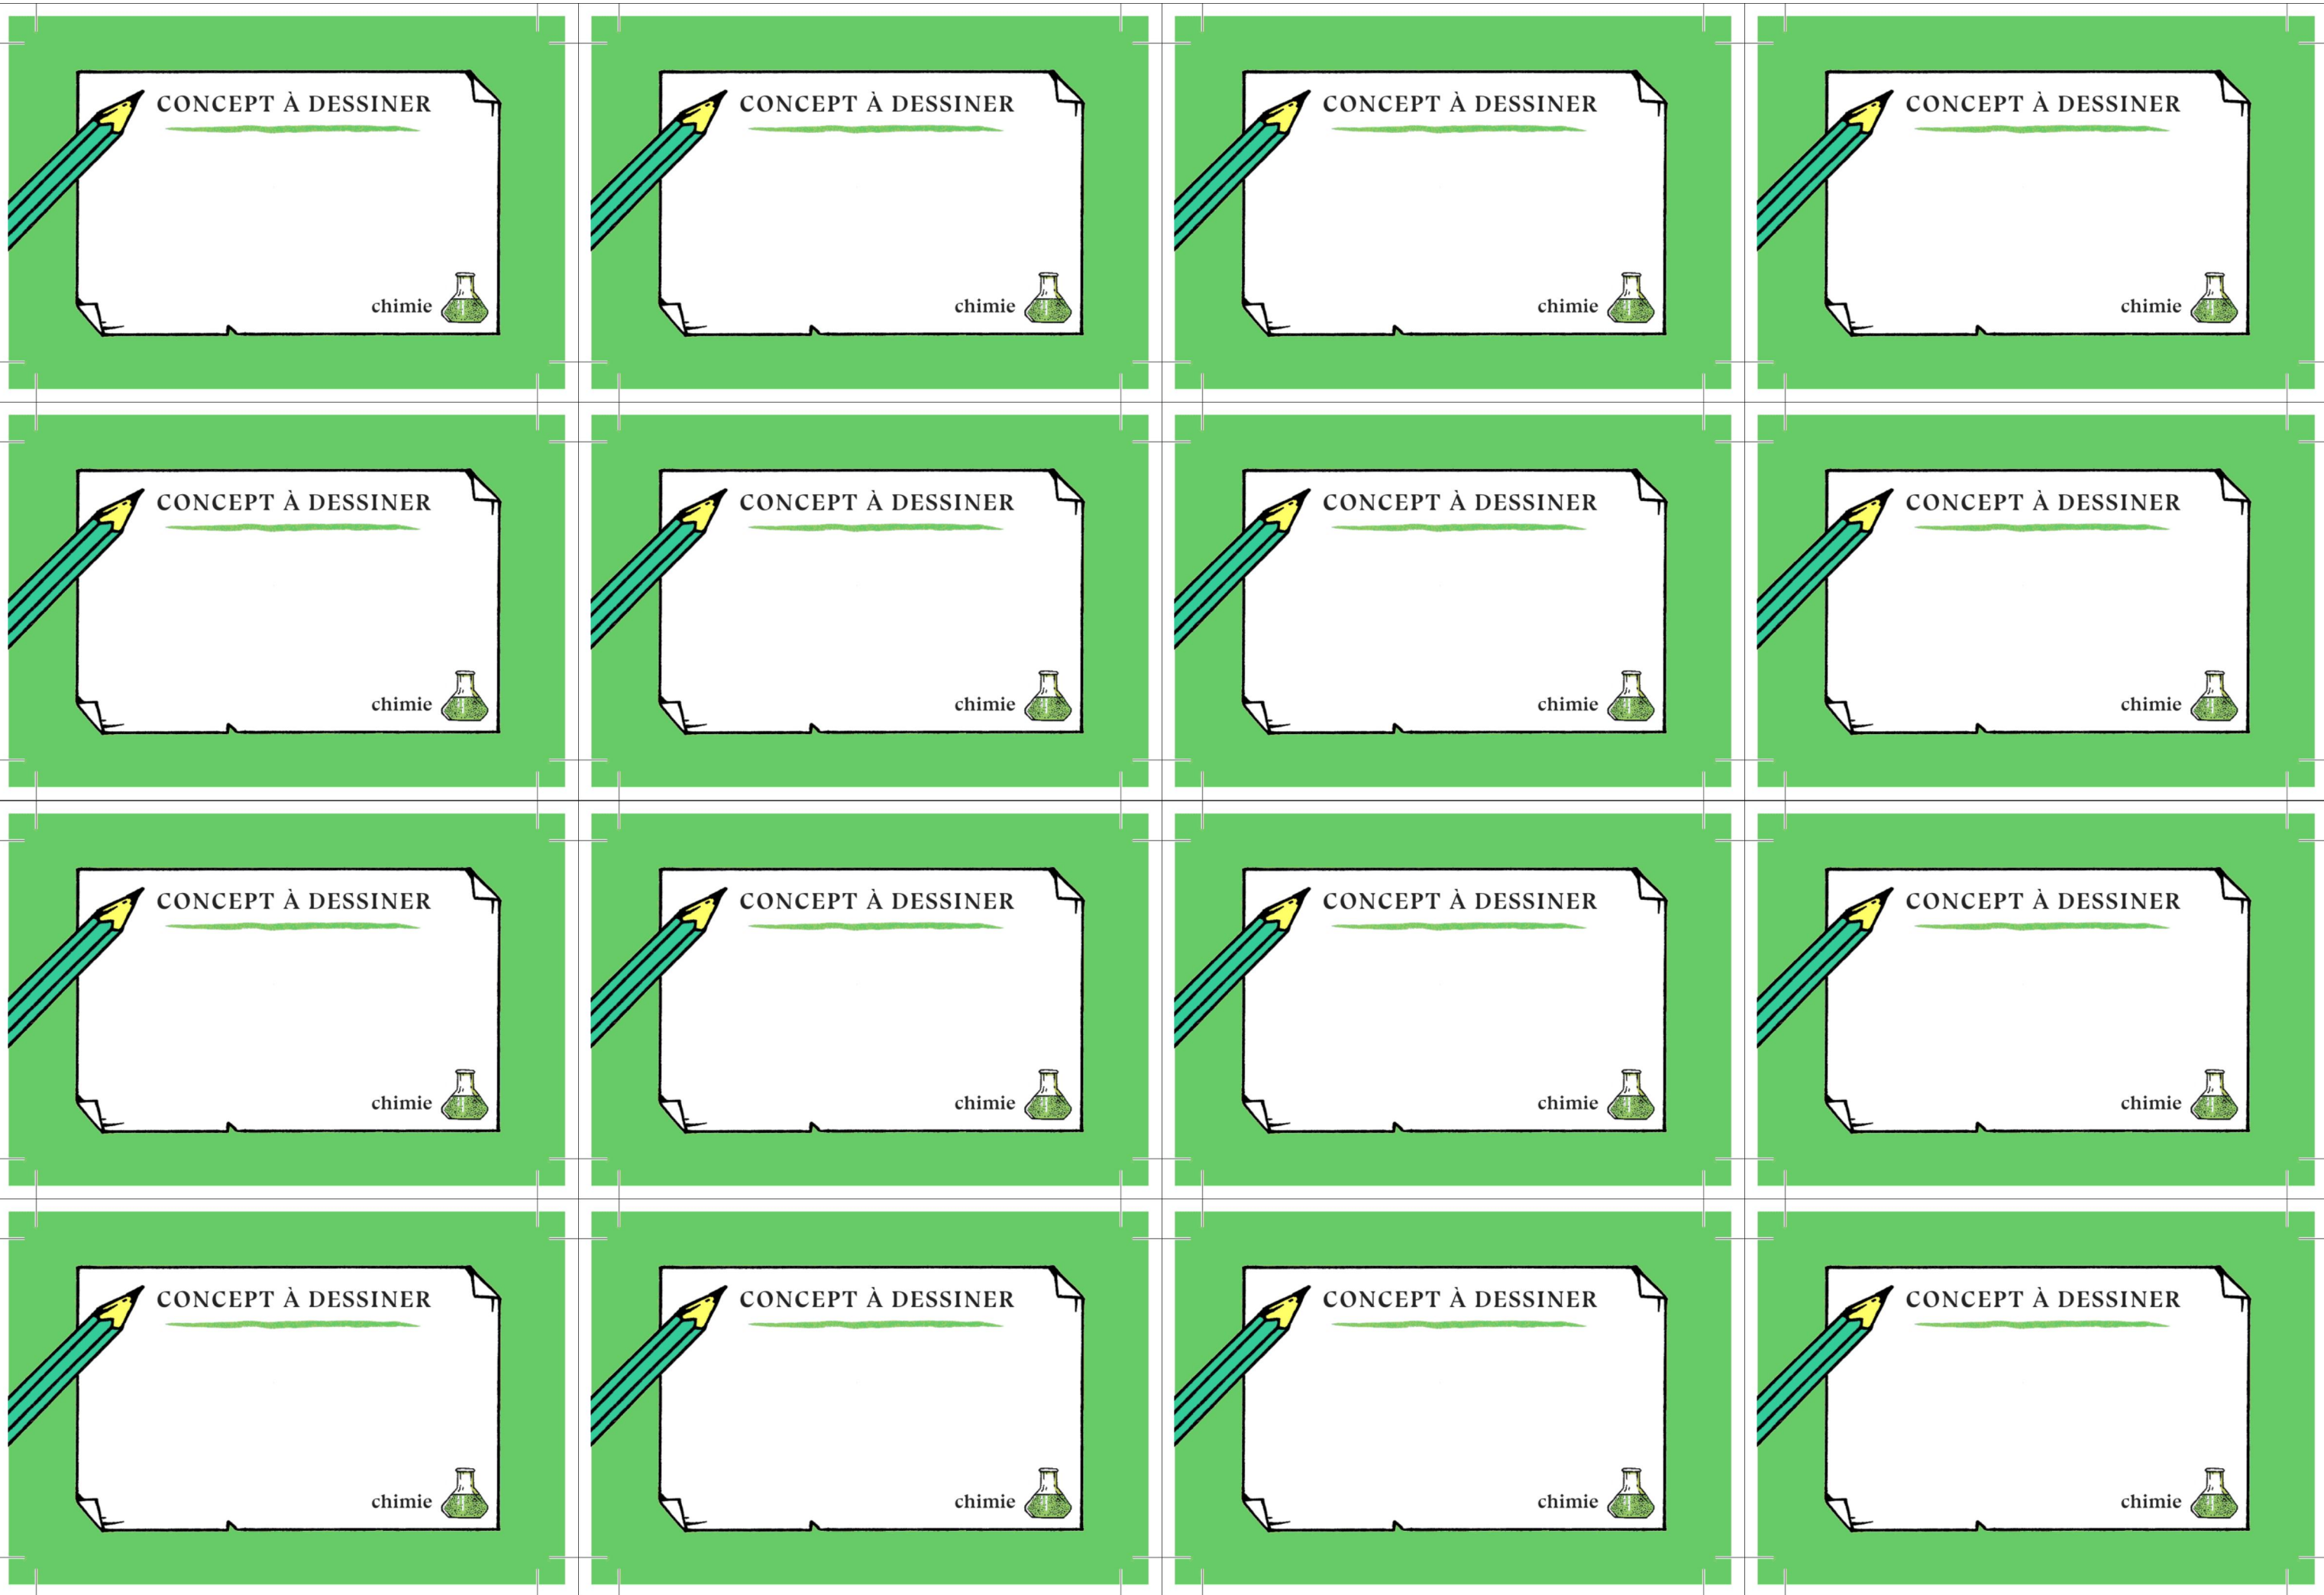 CONCEPT À DESSINER
chimie
CONCEPT À DESSINER
chimie
CONCEPT À DESSINER
chimie
CONCEPT À DESSINER
chimie
CONCEPT À DESSINER
chimie
CONCEPT À DESSINER
chimie
CONCEPT À DESSINER
chimie
CONCEPT À DESSINER
chimie
CONCEPT À DESSINER
chimie
CONCEPT À DESSINER
chimie
CONCEPT À DESSINER
chimie
CONCEPT À DESSINER
chimie
CONCEPT À DESSINER
chimie
CONCEPT À DESSINER
chimie
CONCEPT À DESSINER
chimie
CONCEPT À DESSINER
chimie